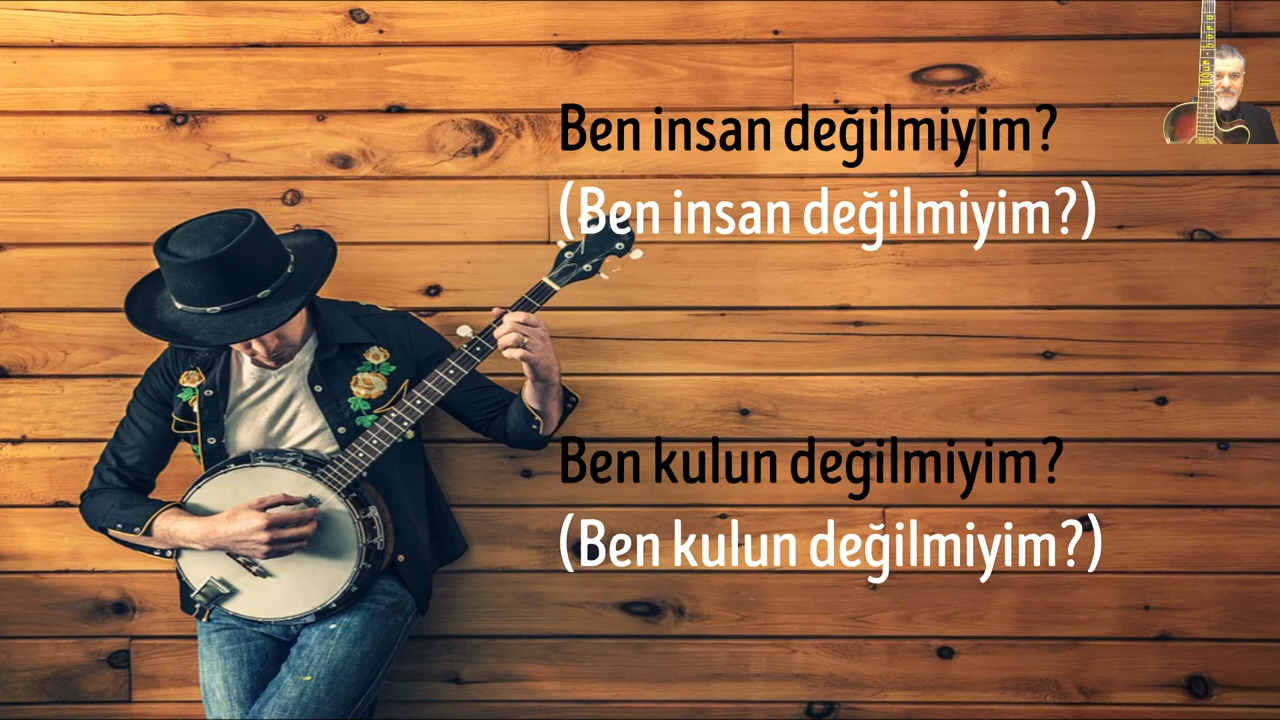 Ben insan değilmiyim?
(Ben insan değilmiyim?)
Ben kulun değilmiyim?
(Ben kulun değilmiyim?)